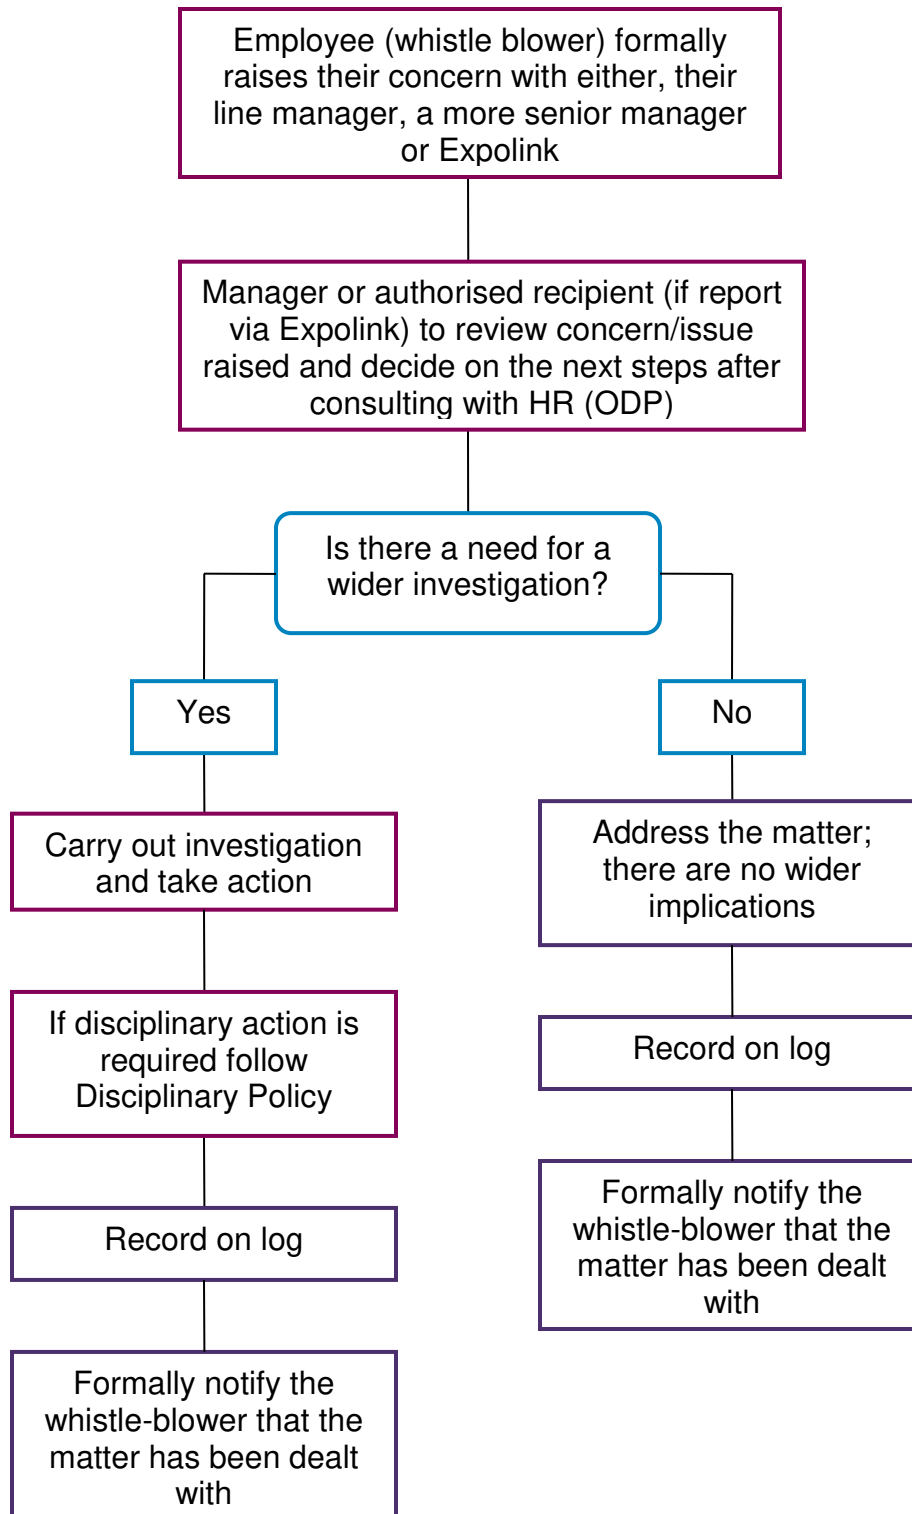 Employee (whistle blower) formally
raises their concern with either, their
line manager, a more senior manager
or Expolink
Manager or authorised recipient (if report
via Expolink) to review concern/issue
raised and decide on the next steps after
consulting with HR (ODP)
Is there a need for a
wider investigation?
Yes
No
Carry out investigation
and take action
If disciplinary action is
required follow
Disciplinary Policy
Record on log
Formally notify the
whistle-blower that the
matter has been dealt
with
Address the matter;
there are no wider
implications
Record on log
Formally notify the
whistle-blower that the
matter has been dealt
with